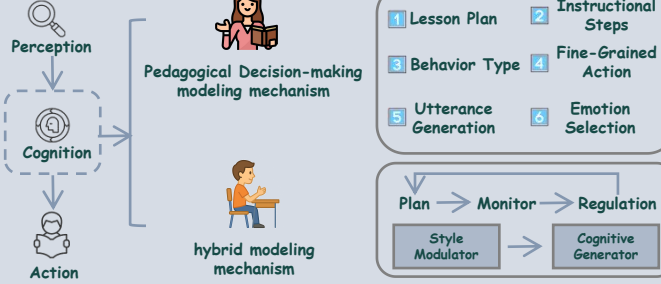 Perception
Cognition
Action
Pedagogical Decision-making
modeling mechanism
hybrid modeling
mechanism
1 Lesson Plan
2 Instructional
Steps
3 Behavior Type
4 Fine-Grained
Action
5 Utterance
Generation
6 Emotion
Selection
Plan Monitor Regulation
Style
Modulator
Cognitive
Generator